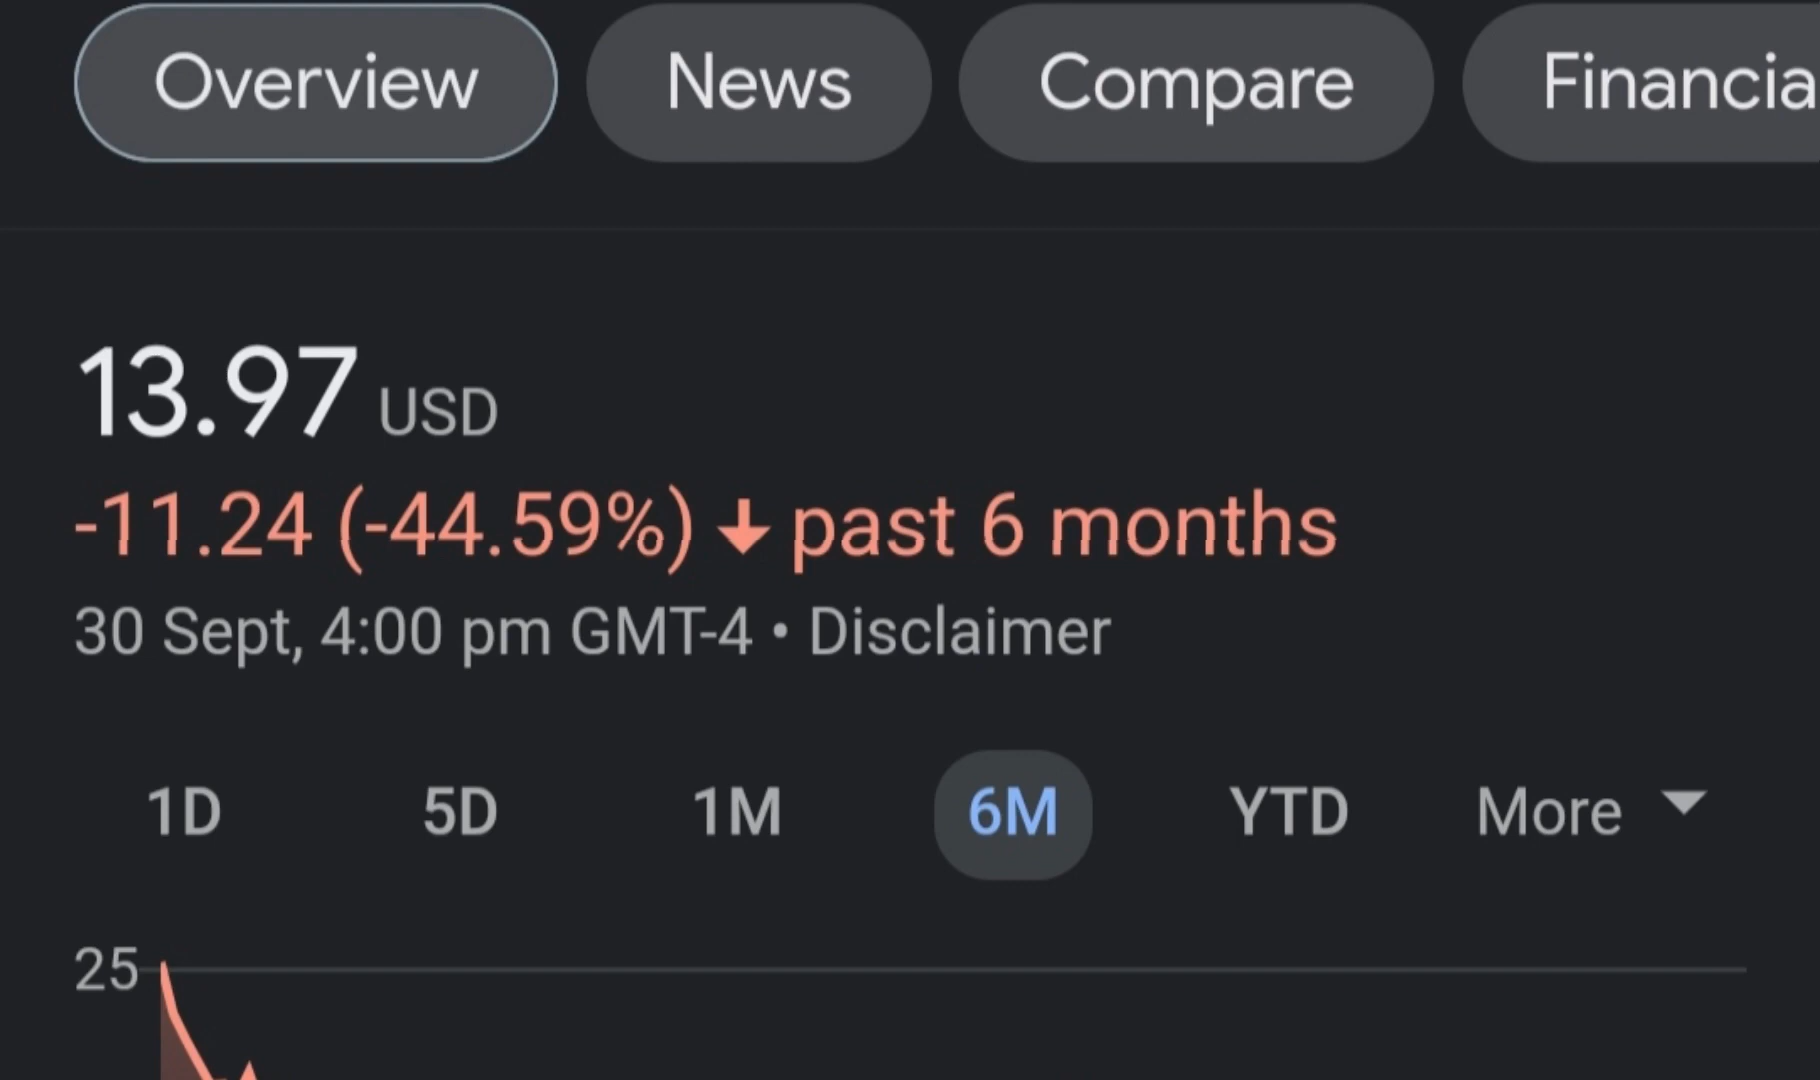 Overview News Compare Financia
13.97 USD
-11.24 (-44.59%) ↓ past 6 months
30 Sept, 4:00 pm GMT-4 • Disclaimer
1D 5D 1M 6M YTD More
25